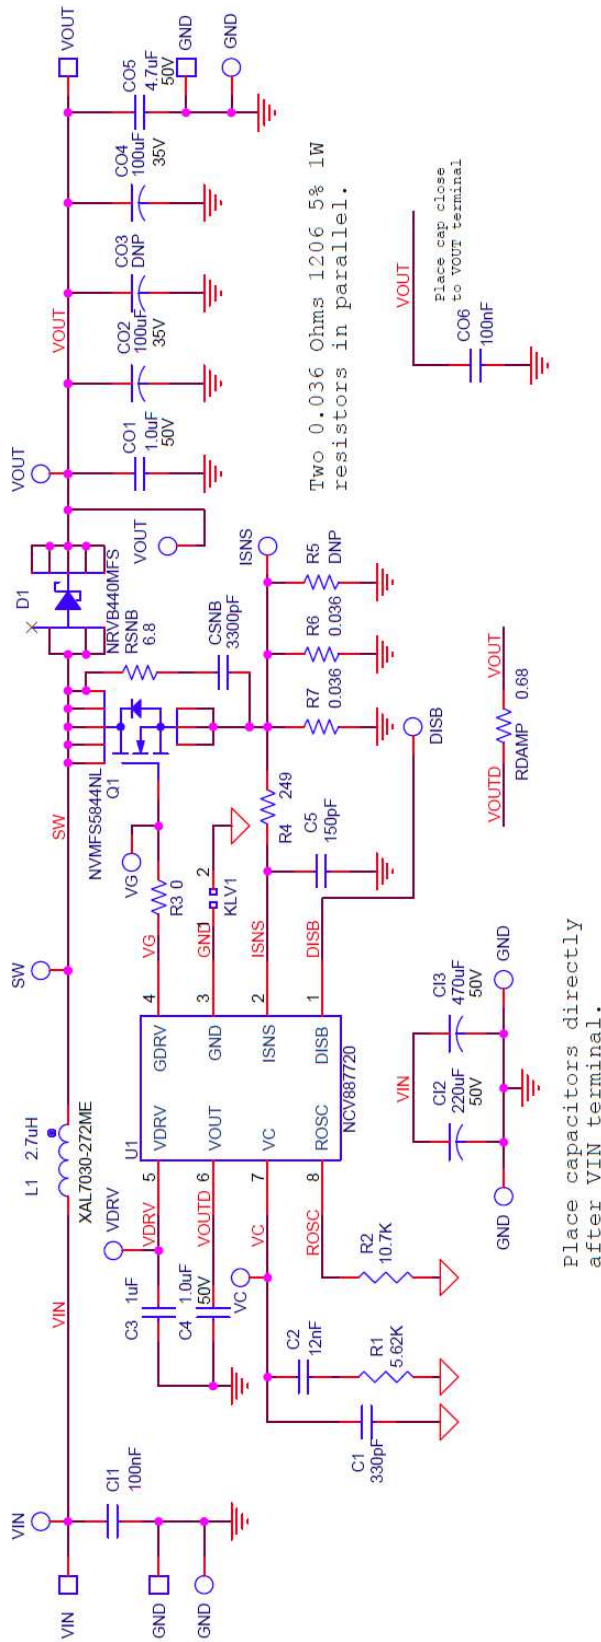 VIN
GND
GND
VIN
CI1
100nF
VIN
L1 2.7uH
XAL7030-272ME
SW
SW
NVMFS5844NL
Q1
D1
NRVB440MFS
RSNB
6.8
CSNB
3300pF
VOUT
VOUT
VOUT
CO1
1.0uF
50V
CO2
100uF
35V
CO3
DNP
CO4
100uF
35V
CO5
4.7uF
50V
VOUT
GND
GND
C3
1uF
C4
1.0uF
50V
VDRV
VDRV
VOUTD
VC
VC
ROSC
C1
330pF
C2
12nF
R1
5.62K
R2
10.7K
U1
5
6
7
8
VDRV
VOUT
VC
ROSC
GDRV
GND
ISNS
DISB
NCV887720
4
3
2
1
VG
GND
ISNS
DISB
VG
R3 0
1
2
KLV1
R4
249
C5
150pF
ISNS
R7
0.036
R6
0.036
R5
DNP
DISB
Two 0.036 Ohms 1206 5% 1W
resistors in parallel.
VIN
CI2
220uF
50V
CI3
470uF
50V
GND
GND
Place capacitors directly
after VIN terminal.
VOUTD
VOUT
RDAMP
0.68
VOUT
CO6
100nF
Place cap close
to VOUT terminal